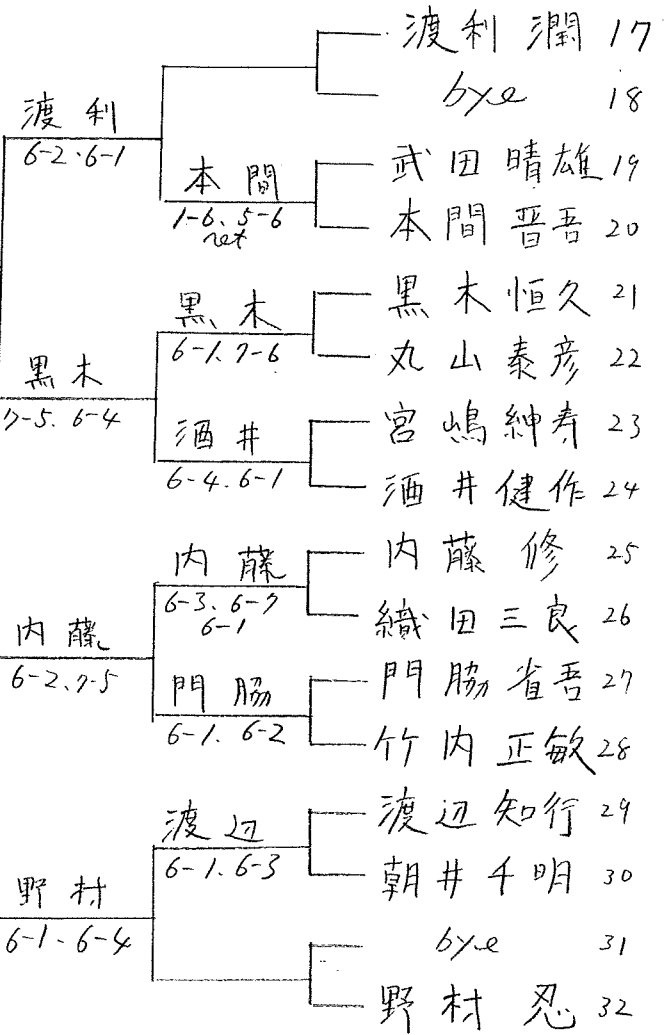 渡利 潤 17
bye 18
渡利
6-2・6-1
武田晴雄 19
本間
1-6、5-6
ret
本間晋吾 20
黒木恒久 21
黒木
6-1、7-6
丸山泰彦 22
黒木
7-5、6-4
宮嶋紳寿 23
酒井
6-4、6-1
酒井健作 24
内藤 修 25
内藤
6-3、6-7
6-1
織田三良 26
内藤
6-2、7-5
門脇省吾 27
門脇
6-1、6-2
竹内正敏 28
渡辺知行 29
渡辺
6-1、6-3
朝井千明 30
野村
6-1、6-4
bye 31
野村 忍 32